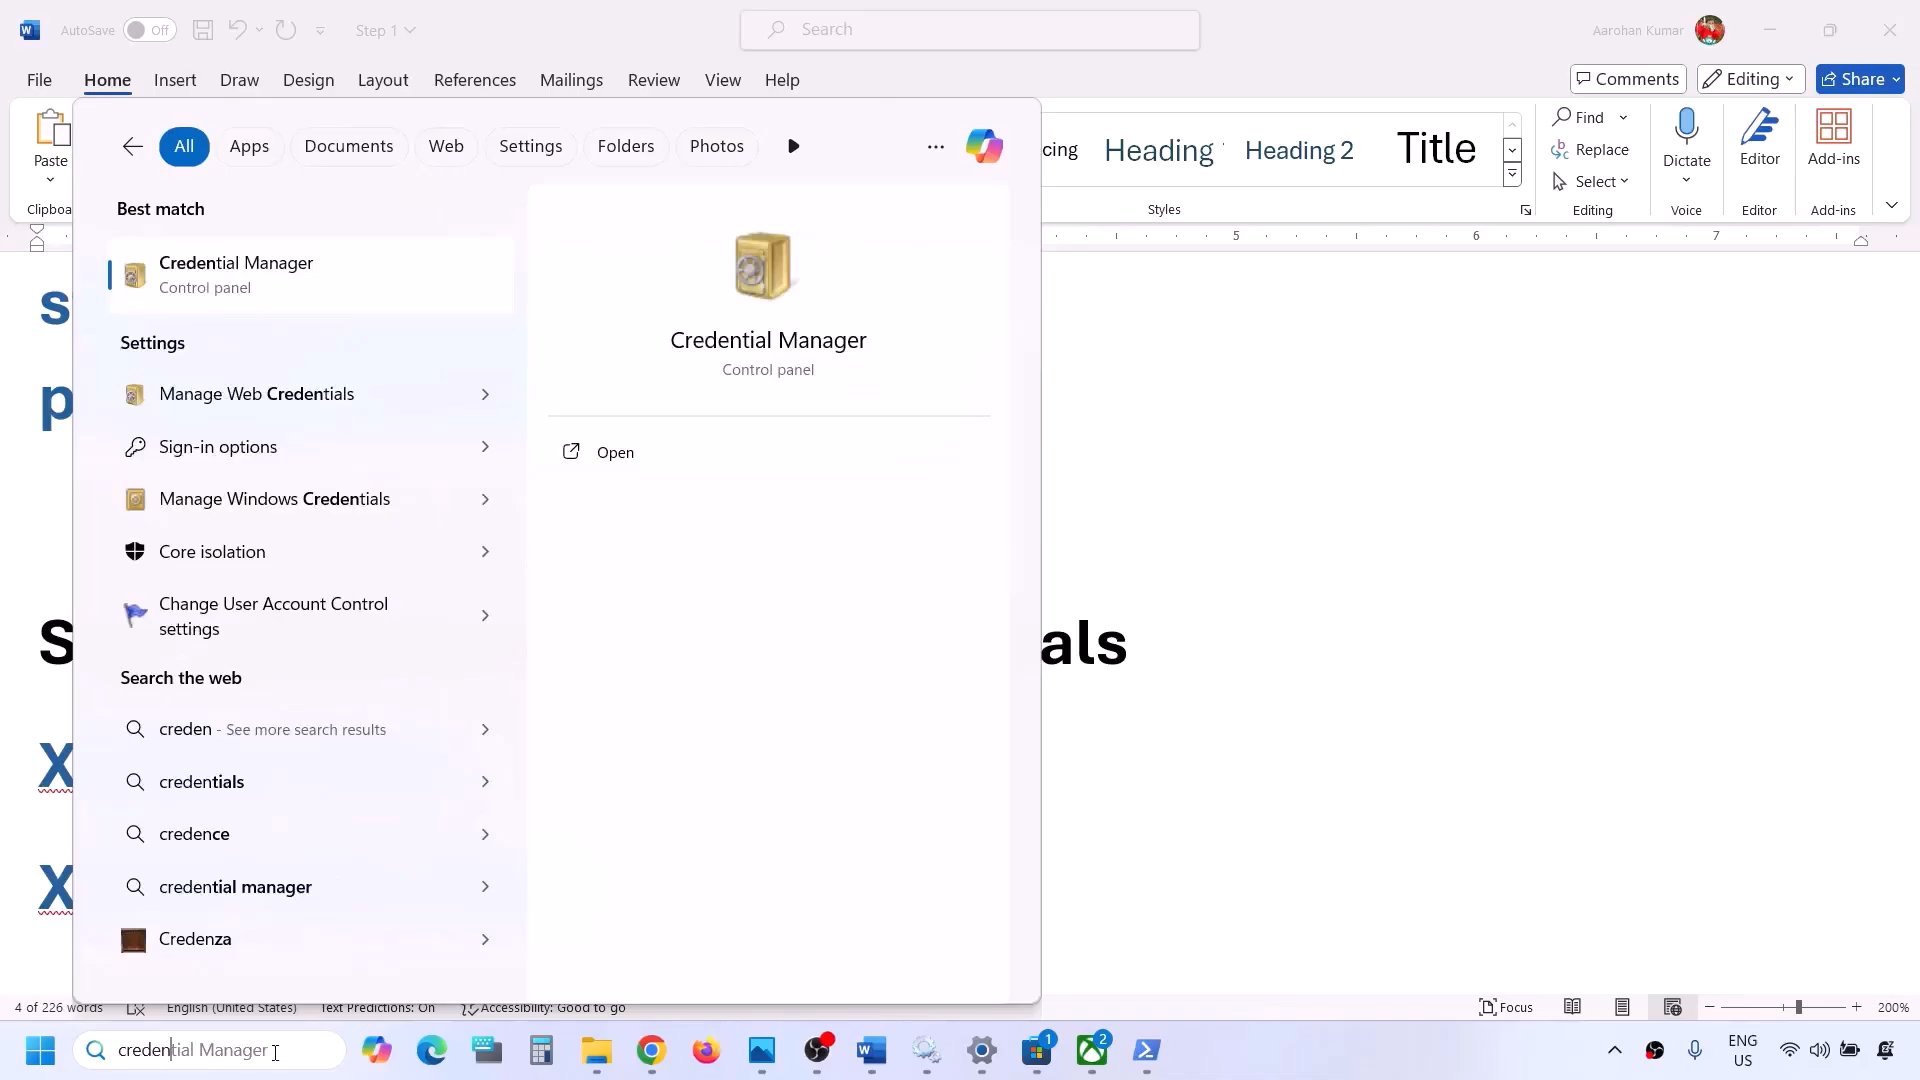 AutoSave Off Step 1 Search Aarohan Kumar
File Home Insert Draw Design Layout References Mailings Review View Help Comments Editing Share
All Apps Documents Web Settings Folders Photos
Paste
Clipboa
cing Heading Heading 2 Title
Styles
Find
Replace
Select
Editing
Dictate
Voice
Editor
Editor
Add-ins
Add-ins
5 6 7
Best match
Credential Manager
Control panel
Settings
Manage Web Credentials
Sign-in options
Manage Windows Credentials
Core isolation
Change User Account Control
settings
Search the web
creden - See more search results
credentials
credence
credential manager
Credenza
Credential Manager
Control panel
Open
s
p
S
als
X
X
4 of 226 words English (United States) Text Predictions: On Accessibility: Good to go Focus 200%
credential Manager
1
2
ENG
US